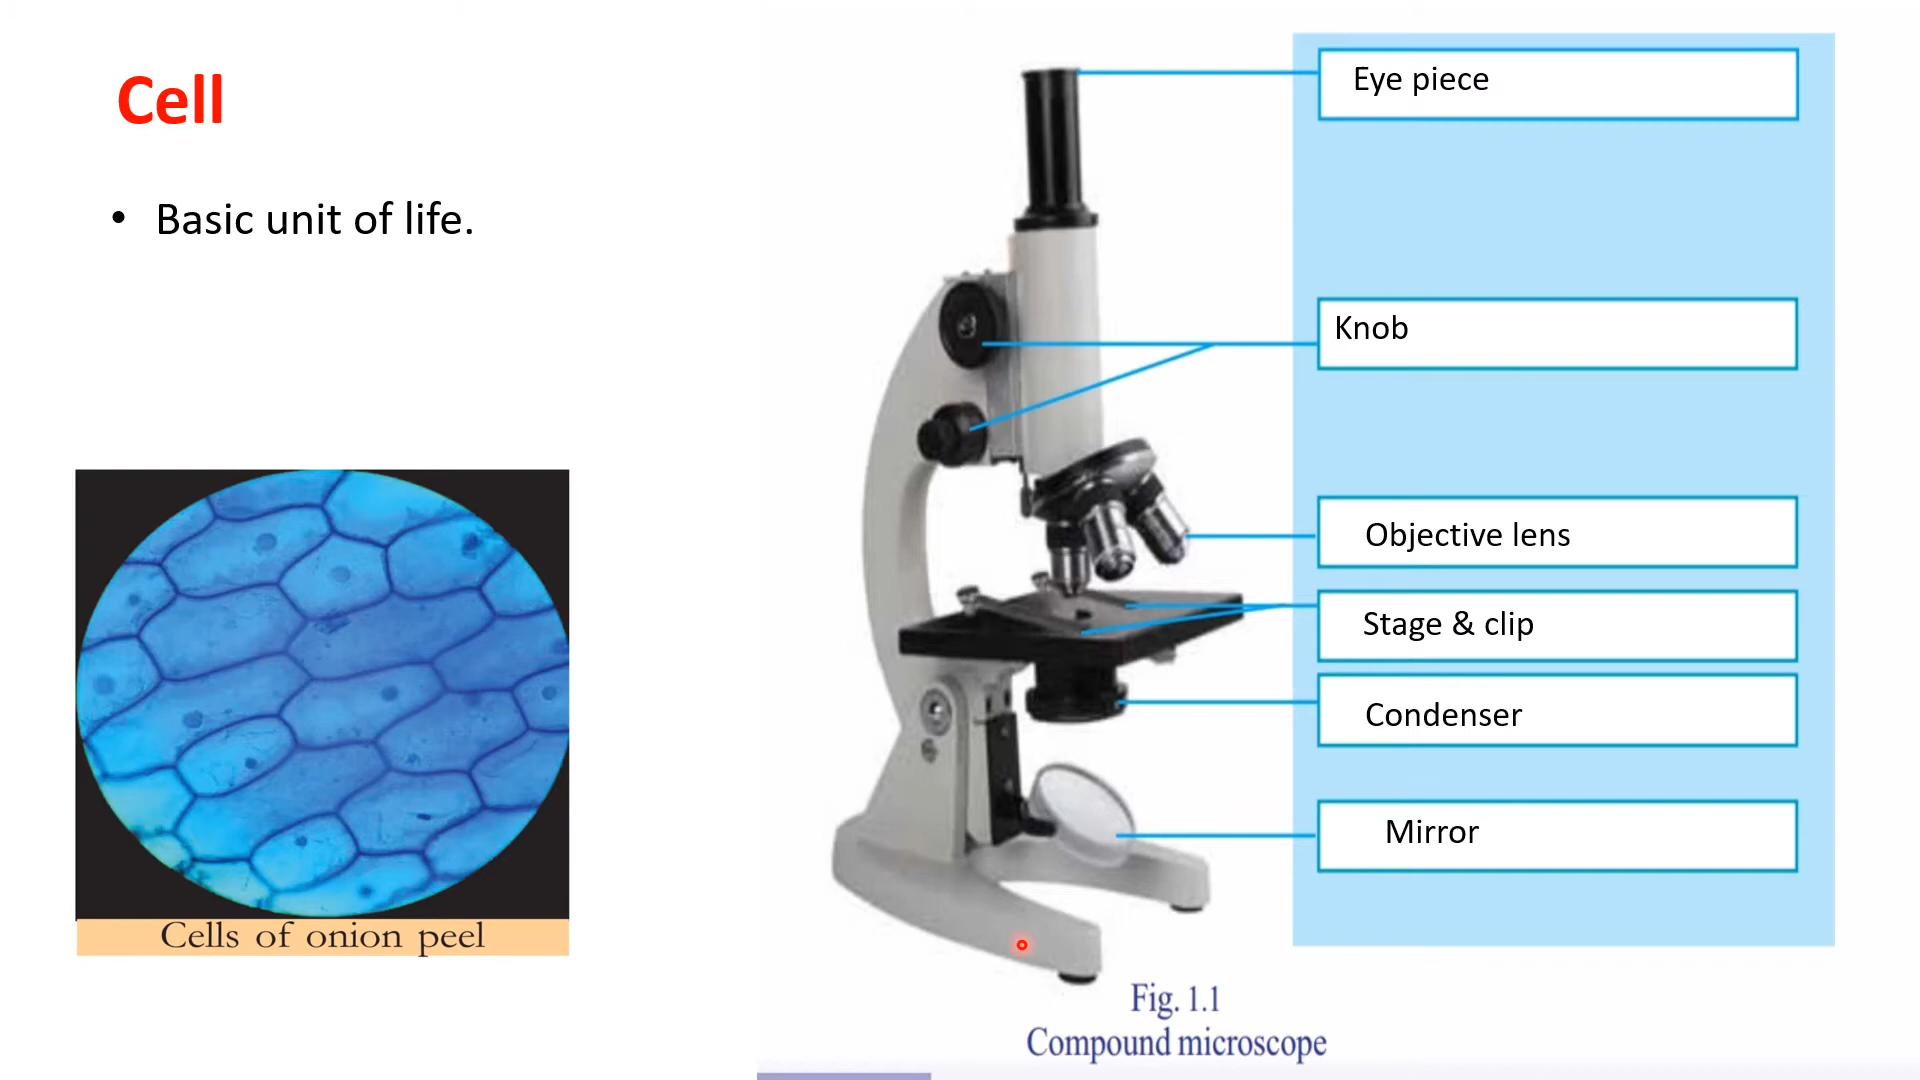 Cell
• Basic unit of life.
Cells of onion peel
Eye piece
Knob
Objective lens
Stage & clip
Condenser
Mirror
Fig. 1.1
Compound microscope